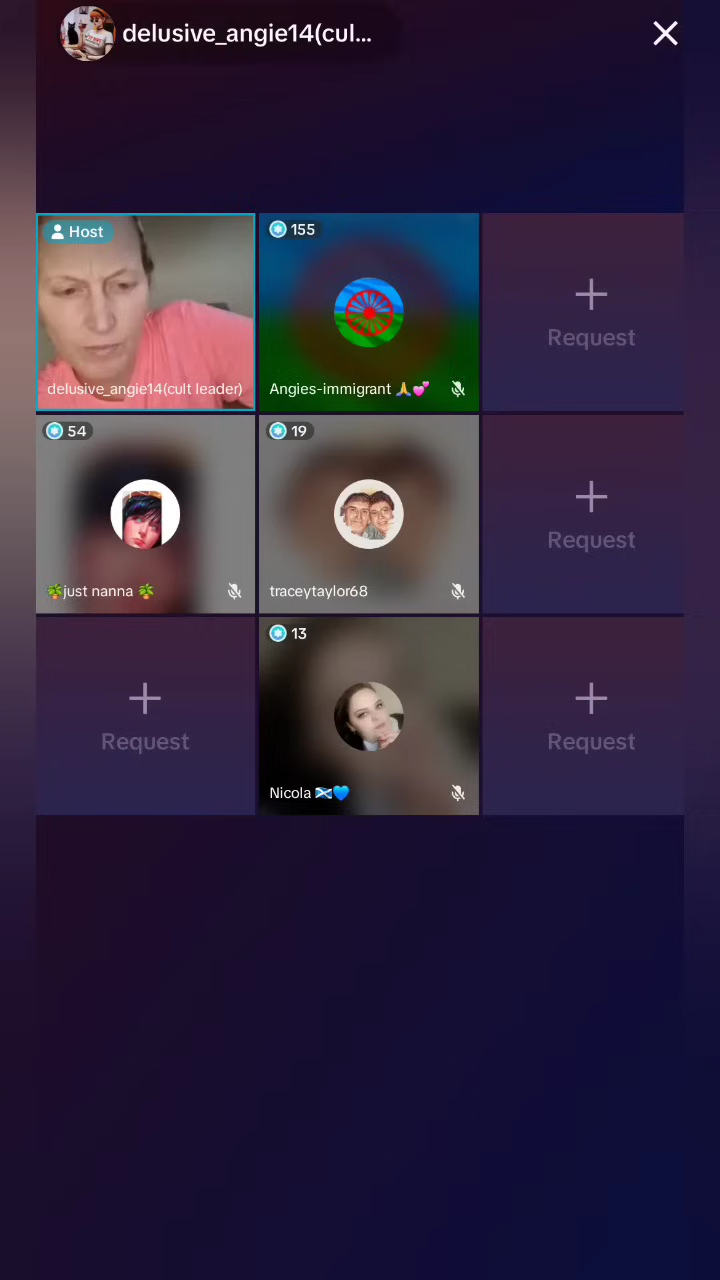 delusive_angie14(cul...
Host
delusive_angie14(cult leader)
155
Angies-immigrant 🙏💕
Request
54
🪴just nanna 🪴
19
traceytaylor68
Request
Request
13
Nicola 🏴󠁧󠁢󠁳󠁣󠁴󠁿💙
Request